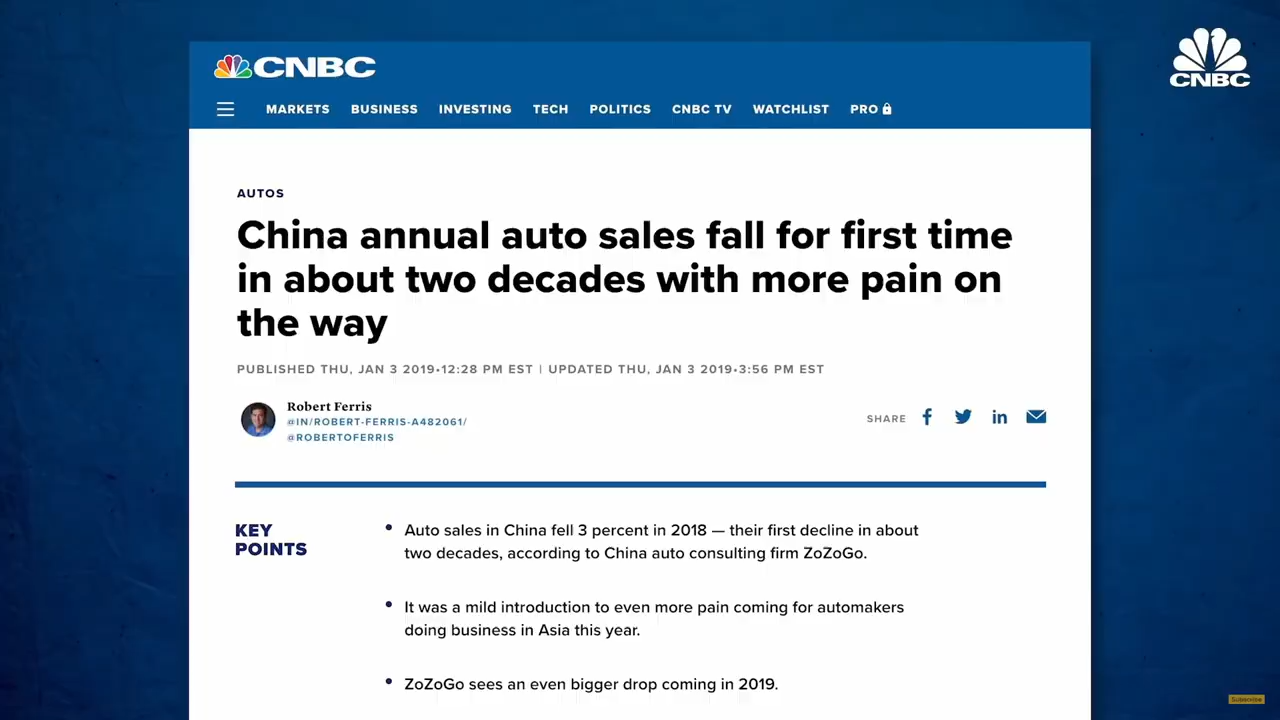 CNBC
CNBC
MARKETS BUSINESS INVESTING TECH POLITICS CNBC TV WATCHLIST PRO
AUTOS
China annual auto sales fall for first time
in about two decades with more pain on
the way
PUBLISHED THU, JAN 3 2019•12:28 PM EST | UPDATED THU, JAN 3 2019•3:56 PM EST
Robert Ferris
@IN/ROBERT-FERRIS-A482061/
@ROBERTOFERRIS
SHARE
KEY
POINTS
• Auto sales in China fell 3 percent in 2018 — their first decline in about
two decades, according to China auto consulting firm ZoZoGo.
• It was a mild introduction to even more pain coming for automakers
doing business in Asia this year.
• ZoZoGo sees an even bigger drop coming in 2019.
Subscribe